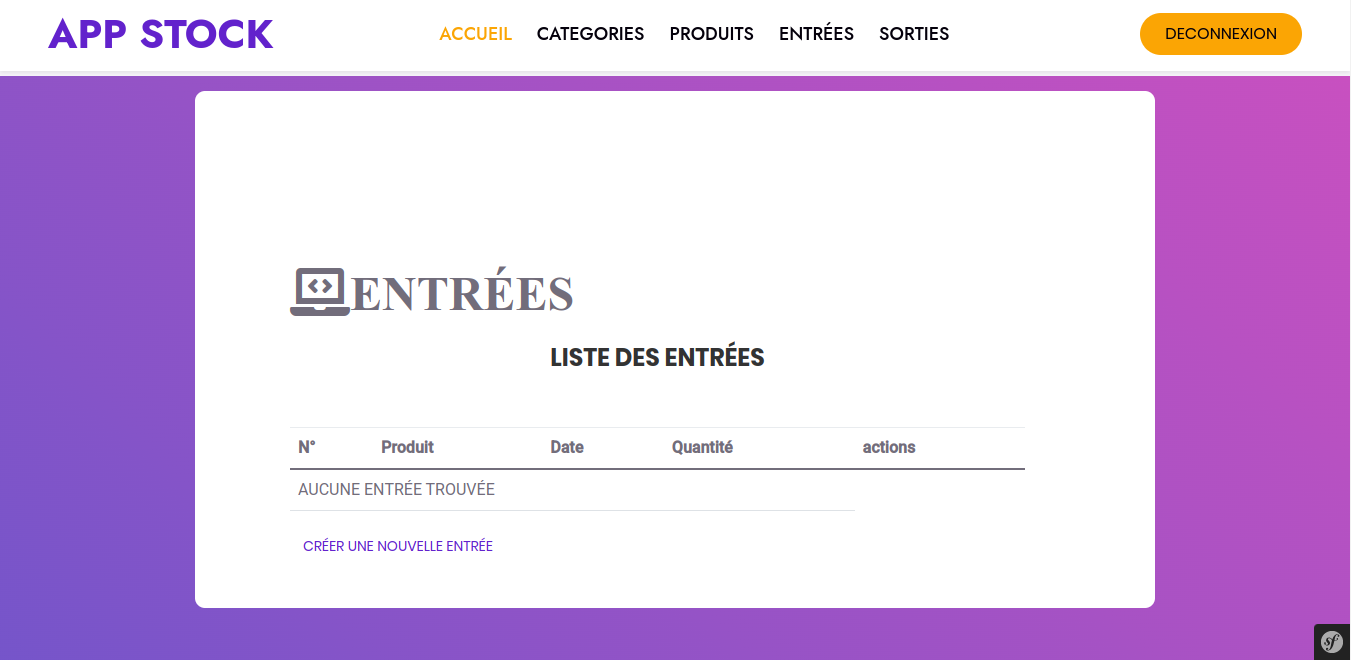 APP STOCK ACCUEIL CATEGORIES PRODUITS ENTRÉES SORTIES DECONNEXION
ENTRÉES
LISTE DES ENTRÉES
N° Produit Date Quantité actions
AUCUNE ENTRÉE TROUVÉE
CRÉER UNE NOUVELLE ENTRÉE
sf